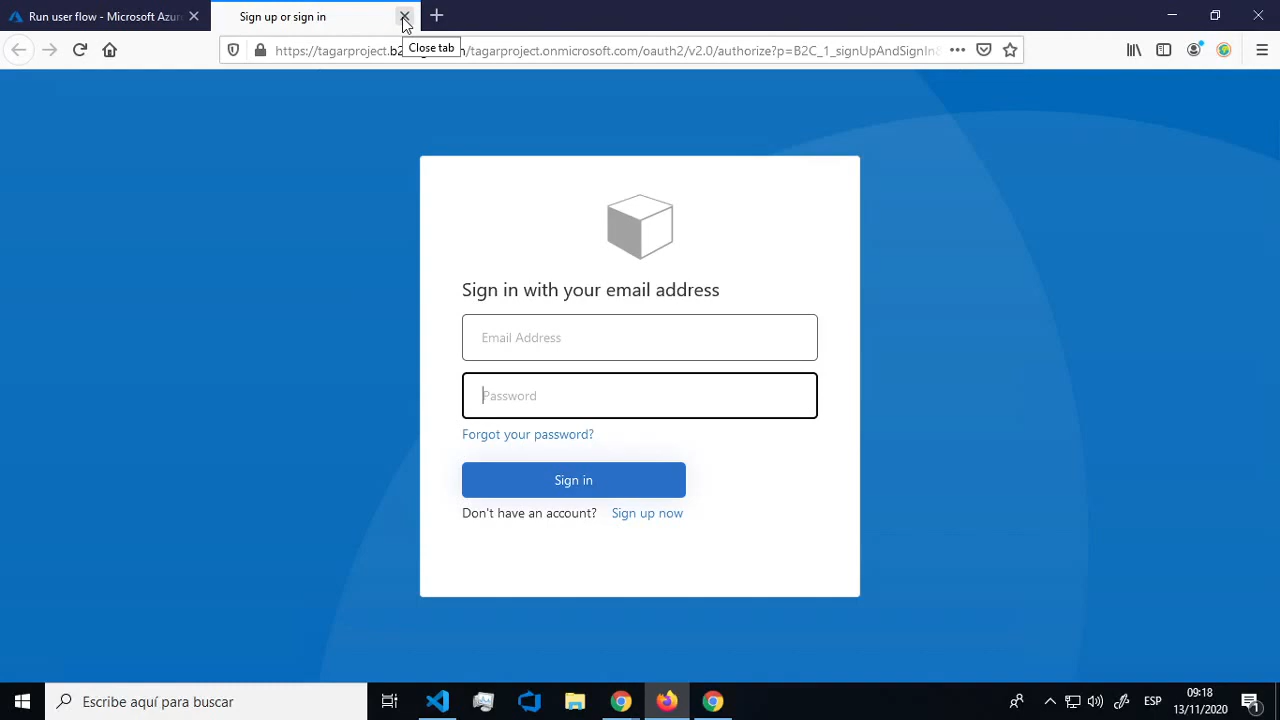 Run user flow - Microsoft Azur
Sign up or sign in
Close tab
https://tagarproject.b2 /tagarproject.onmicrosoft.com/oauth2/v2.0/authorize?p=B2C_1_signUpAndSignIn&
Sign in with your email address
Email Address
Password
Forgot your password?
Sign in
Don't have an account? Sign up now
Escribe aquí para buscar
ESP
09:18
13/11/2020
1